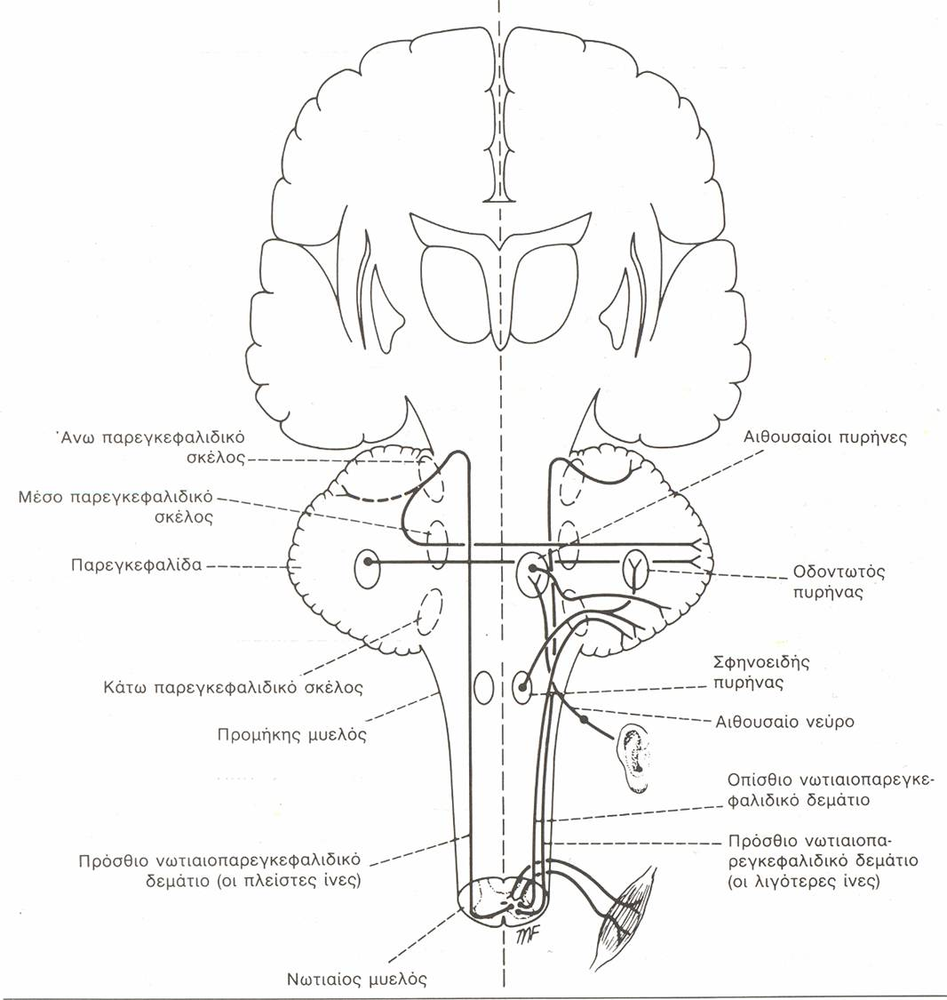 Άνω παρεγκεφαλιδικό
σκέλος
Μέσο παρεγκεφαλιδικό
σκέλος
Παρεγκεφαλίδα
Κάτω παρεγκεφαλιδικό σκέλος
Προμήκης μυελός
Πρόσθιο νωτιαιοπαρεγκεφαλιδικό
δεμάτιο (οι πλείστες ίνες)
Νωτιαίος μυελός
Αιθουσαίοι πυρήνες
Οδοντωτός
πυρήνας
Σφηνοειδής
πυρήνας
Αιθουσαίο νεύρο
Οπίσθιο νωτιαιοπαρεγκε-
φαλιδικό δεμάτιο
Πρόσθιο νωτιαιοπα-
ρεγκεφαλιδικό δεμάτιο
(οι λιγότερες ίνες)
MF